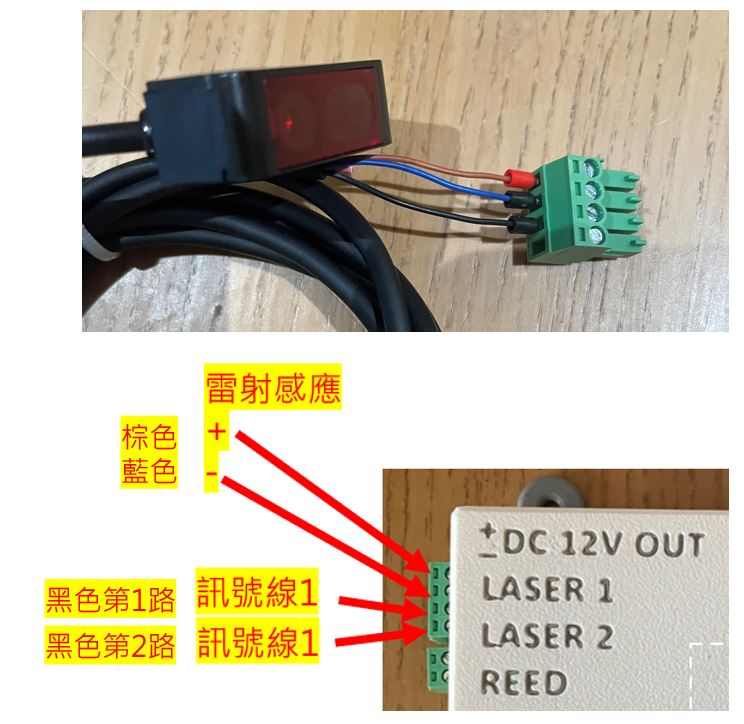 雷射感應
棕色 +
藍色 -
黑色第1路 訊號線1
黑色第2路 訊號線1
+
- DC 12V OUT
LASER 1
LASER 2
REED